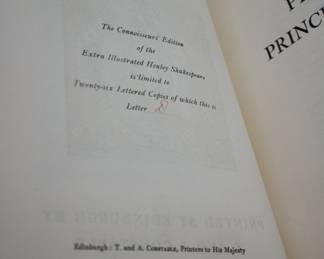 The Connoisseurs' Edition
of the
Extra Illustrated Henley Shakespeare
is limited to
Twenty-six Lettered Copies of which this is
Letter
PRINC
Edinburgh: T. and A. Constable, Printers to His Majesty